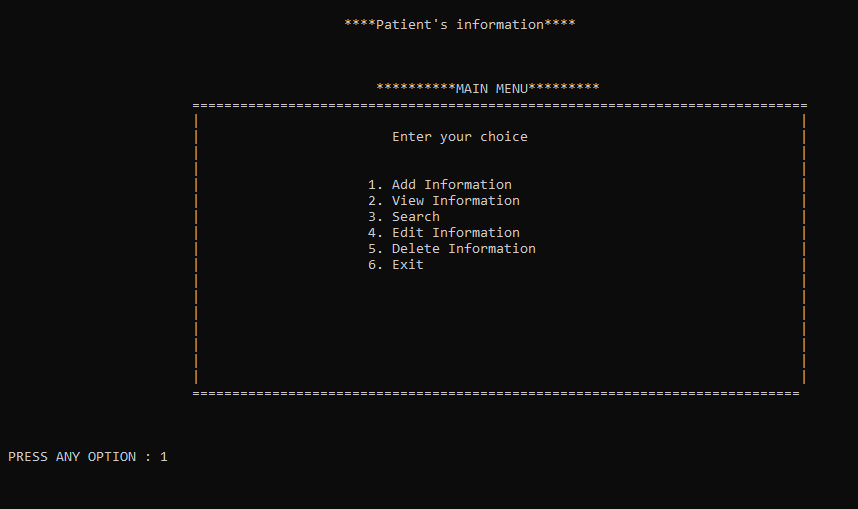 ****Patient's information****
**********MAIN MENU*********
=============================================================================
Enter your choice
1. Add Information
2. View Information
3. Search
4. Edit Information
5. Delete Information
6. Exit
============================================================================
PRESS ANY OPTION : 1